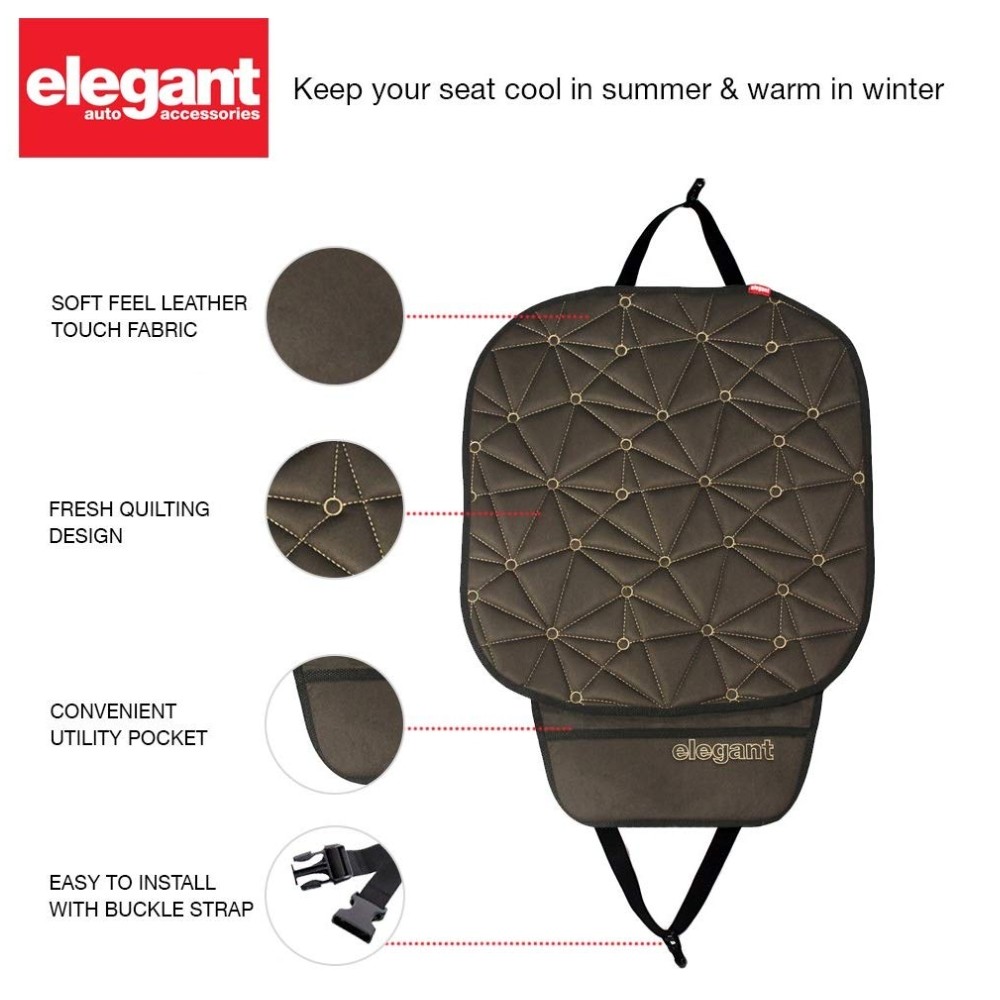 elegant
auto accessories
Keep your seat cool in summer & warm in winter
elegant
SOFT FEEL LEATHER
TOUCH FABRIC
FRESH QUILTING
DESIGN
CONVENIENT
UTILITY POCKET
elegant
EASY TO INSTALL
WITH BUCKLE STRAP